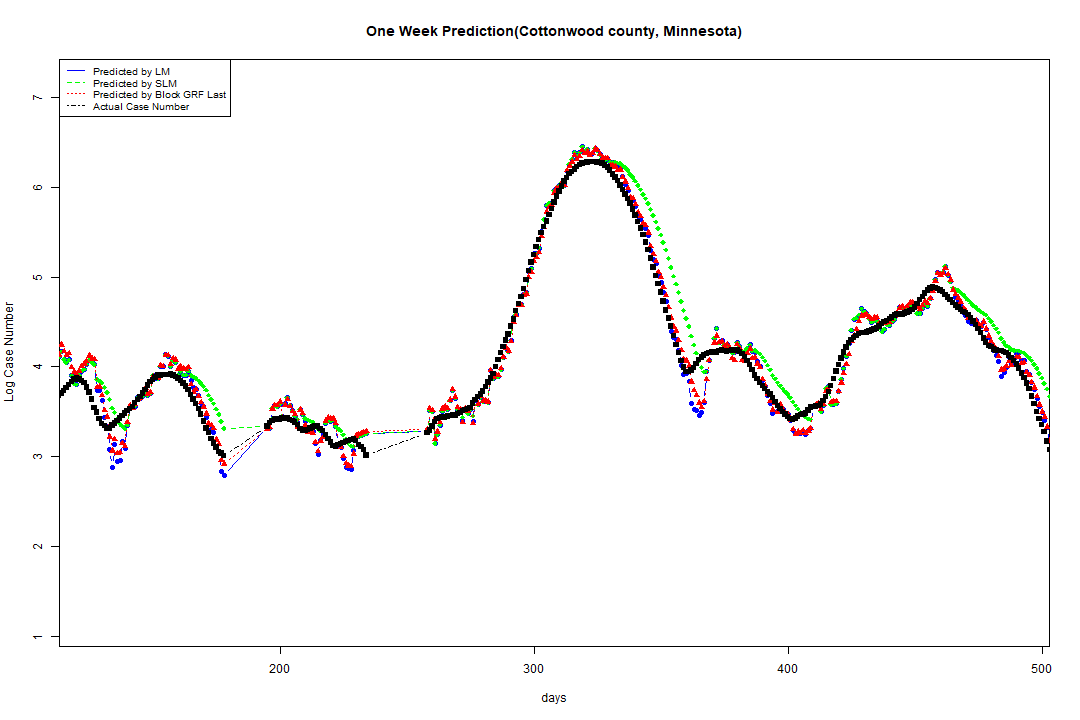 One Week Prediction(Cottonwood county, Minnesota)
Predicted by LM
Predicted by SLM
Predicted by Block GRF Last
Actual Case Number
7
6
5
4
3
2
1
Log Case Number
200 300 400 500
days